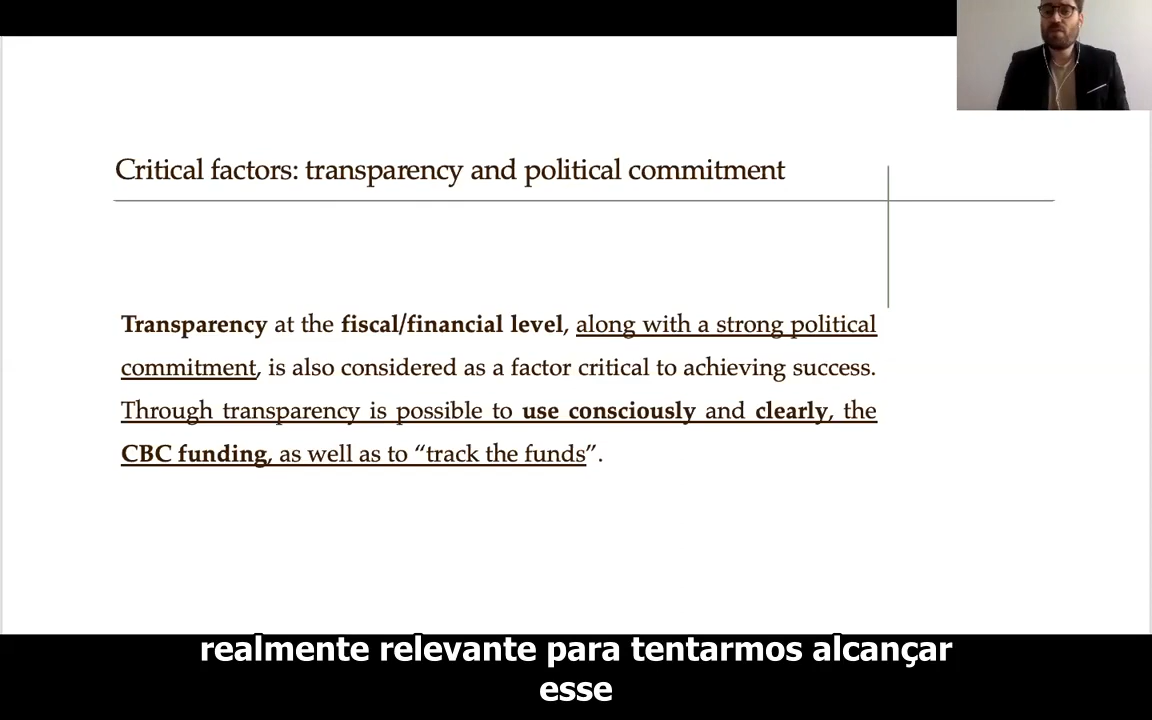 Critical factors: transparency and political commitment
Transparency at the fiscal/financial level, along with a strong political
commitment, is also considered as a factor critical to achieving success.
Through transparency is possible to use consciously and clearly, the
CBC funding, as well as to “track the funds”.
realmente relevante para tentarmos alcançar
esse